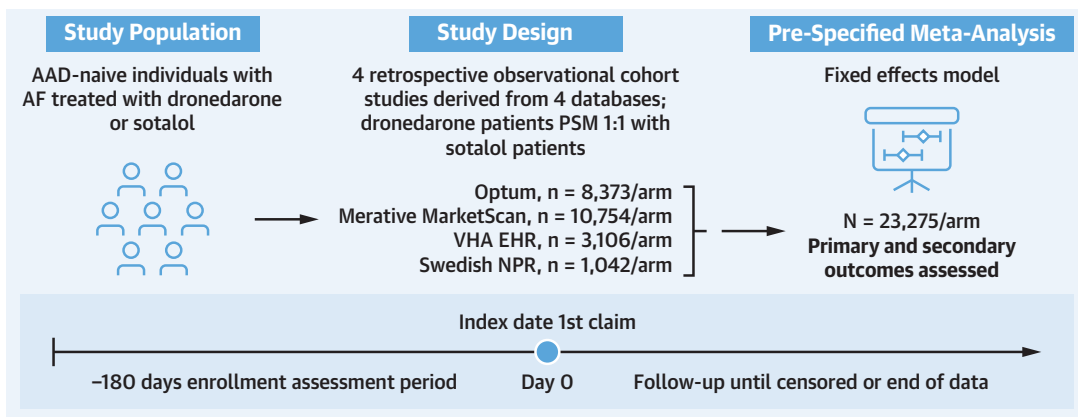 Study Population
AAD-naive individuals with
AF treated with dronedarone
or sotalol
Study Design
4 retrospective observational cohort
studies derived from 4 databases;
dronedarone patients PSM 1:1 with
sotalol patients
Optum, n = 8,373/arm
Merative MarketScan, n = 10,754/arm
VHA EHR, n = 3,106/arm
Swedish NPR, n = 1,042/arm
Pre-Specified Meta-Analysis
Fixed effects model
N = 23,275/arm
Primary and secondary
outcomes assessed
Index date 1st claim
–180 days enrollment assessment period
Day 0
Follow-up until censored or end of data